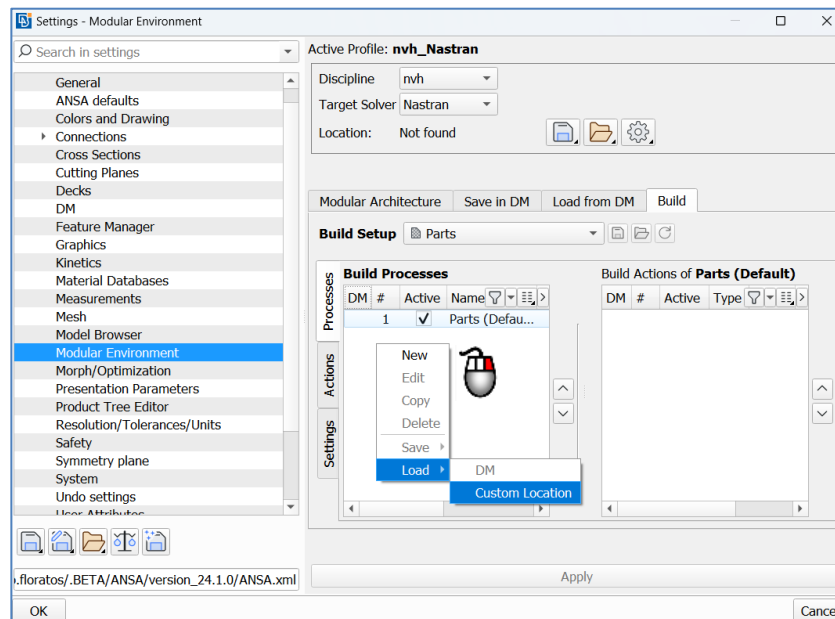 Settings - Modular Environment
Search in settings
General
ANSA defaults
Colors and Drawing
Connections
Cross Sections
Cutting Planes
Decks
DM
Feature Manager
Graphics
Kinetics
Material Databases
Measurements
Mesh
Model Browser
Modular Environment
Morph/Optimization
Presentation Parameters
Product Tree Editor
Resolution/Tolerances/Units
Safety
Symmetry plane
System
Undo settings
User Attributes
.floratos/.BETA/ANSA/version_24.1.0/ANSA.xml
OK
Active Profile: nvh_Nastran
Discipline nvh
Target Solver Nastran
Location: Not found
Modular Architecture Save in DM Load from DM Build
Build Setup Parts
Processes
Actions
Settings
Build Processes
DM # Active Name
1 Parts (Defau...
New
Edit
Copy
Delete
Save
Load
DM
Custom Location
Build Actions of Parts (Default)
DM # Active Type
Apply
Cance